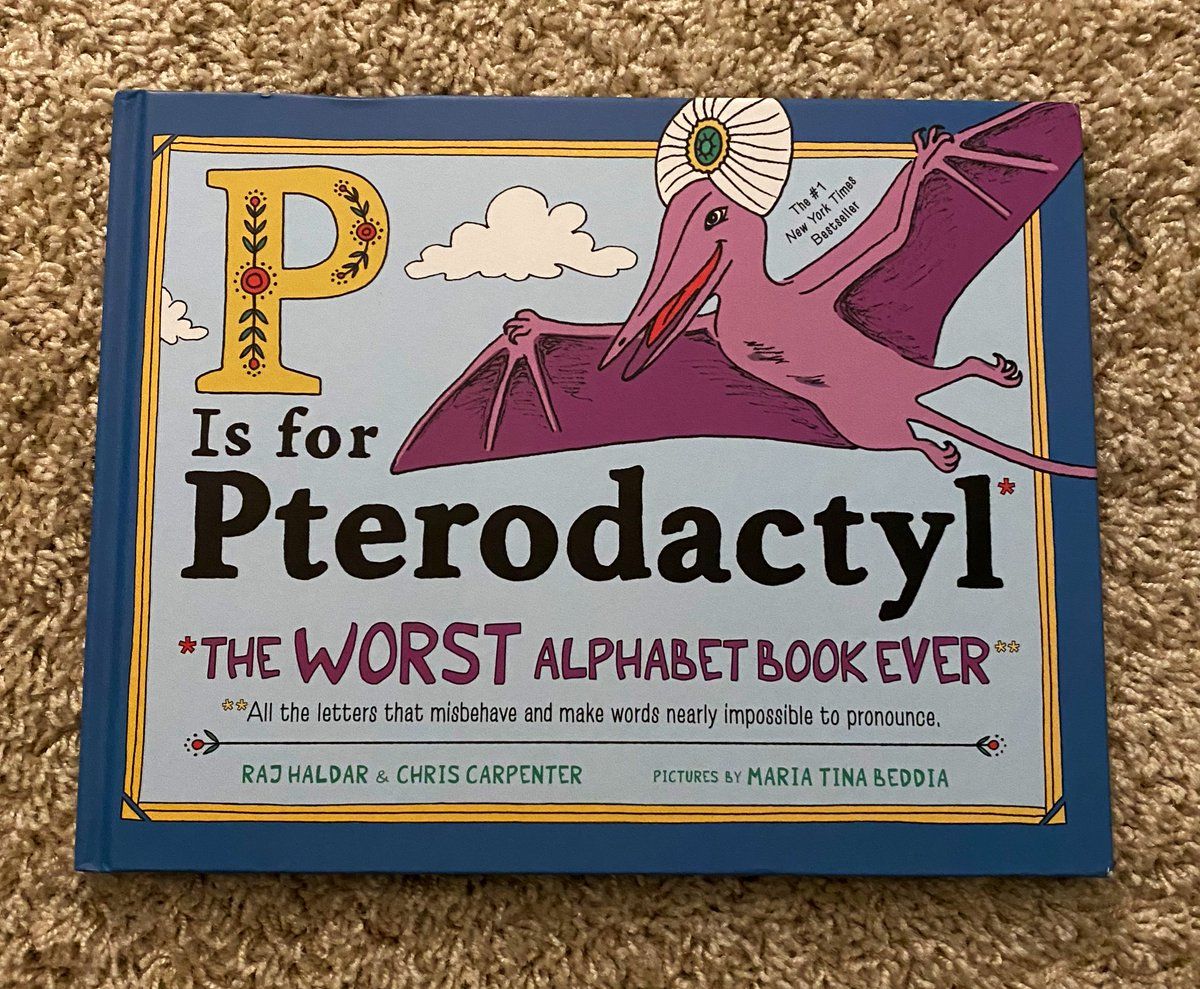 P
The #1
New York Times
Bestseller
Is for
Pterodactyl*
*THE WORST ALPHABET BOOK EVER**
**All the letters that misbehave and make words nearly impossible to pronounce.
RAJ HALDAR & CHRIS CARPENTER
PICTURES BY MARIA TINA BEDDIA